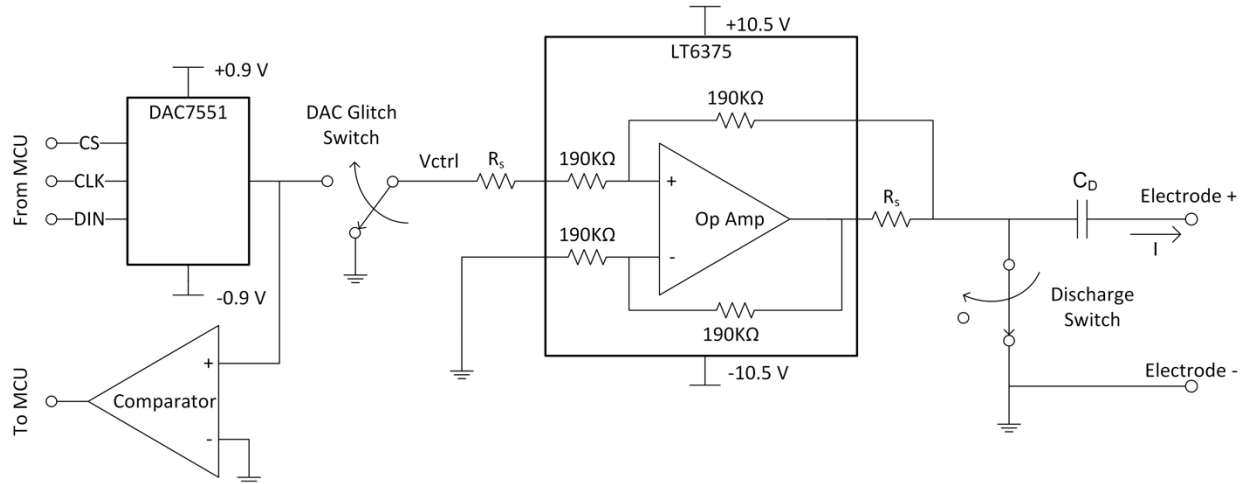 +10.5 V
LT6375
+0.9 V
DAC7551
DAC Glitch
Switch
From MCU
CS
CLK
DIN
Vctrl
Rs
190KΩ
190KΩ
+
Op Amp
-
Rs
CD
Electrode +
I
190KΩ
190KΩ
-0.9 V
Discharge
Switch
-10.5 V
Electrode -
To MCU
+
Comparator
-